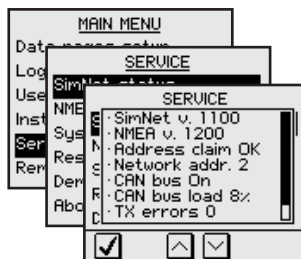 MAIN MENU
Data pages setup
Log
Use
Inst
Ser
Rem
SERVICE
SimNet status
NME
Sys
Res
Dem
Abo
SERVICE
·SimNet v. 1100
·NMEA v. 1200
·Address claim OK
·Network addr. 2
·CAN bus On
·CAN bus load 8%
·TX errors 0